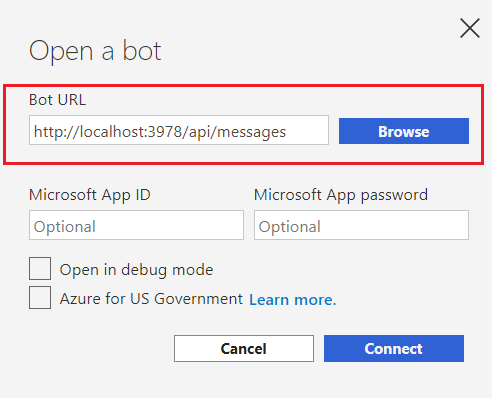 Open a bot
Bot URL
http://localhost:3978/api/messages
Browse
Microsoft App ID
Microsoft App password
Optional
Optional
Open in debug mode
Azure for US Government Learn more.
Cancel
Connect